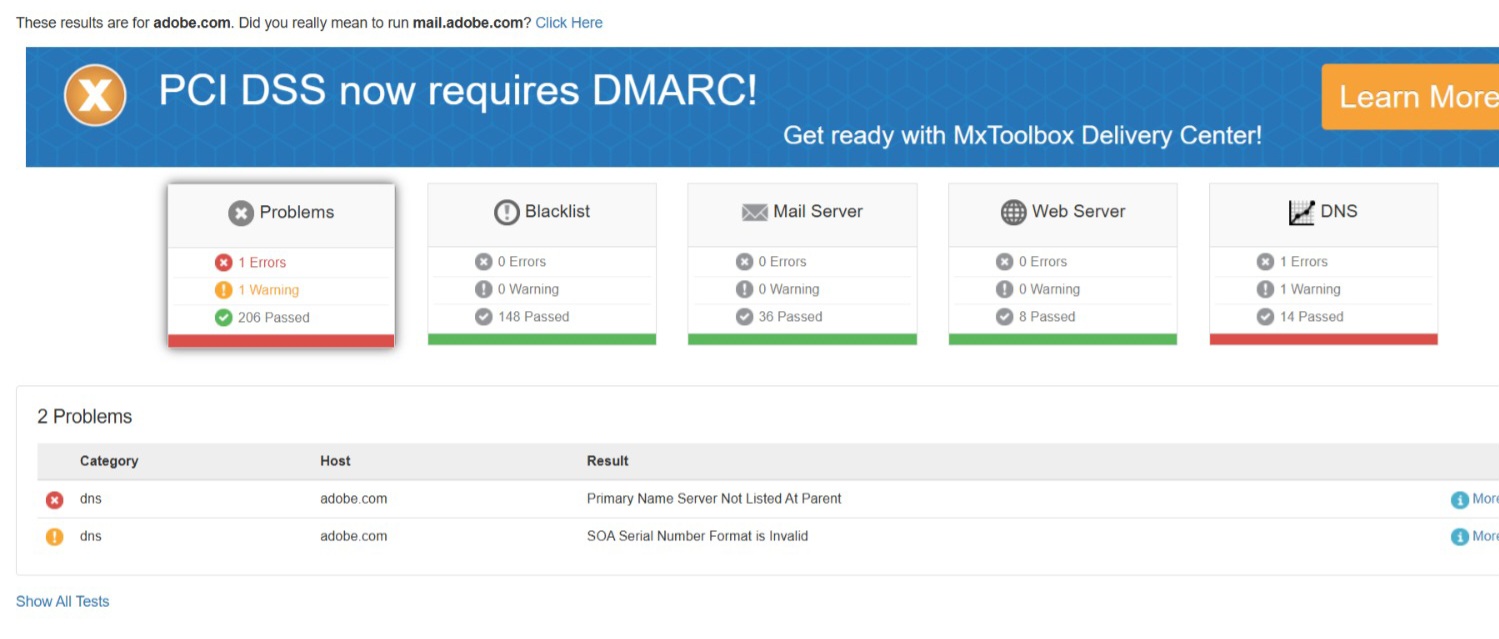 These results are for adobe.com. Did you really mean to run mail.adobe.com? Click Here
PCI DSS now requires DMARC!
Learn More
Get ready with MxToolbox Delivery Center!
Problems
1 Errors
1 Warning
206 Passed
Blacklist
0 Errors
0 Warning
148 Passed
Mail Server
0 Errors
0 Warning
36 Passed
Web Server
0 Errors
0 Warning
8 Passed
DNS
1 Errors
1 Warning
14 Passed
2 Problems
Category Host Result
dns adobe.com Primary Name Server Not Listed At Parent More
dns adobe.com SOA Serial Number Format is Invalid More
Show All Tests